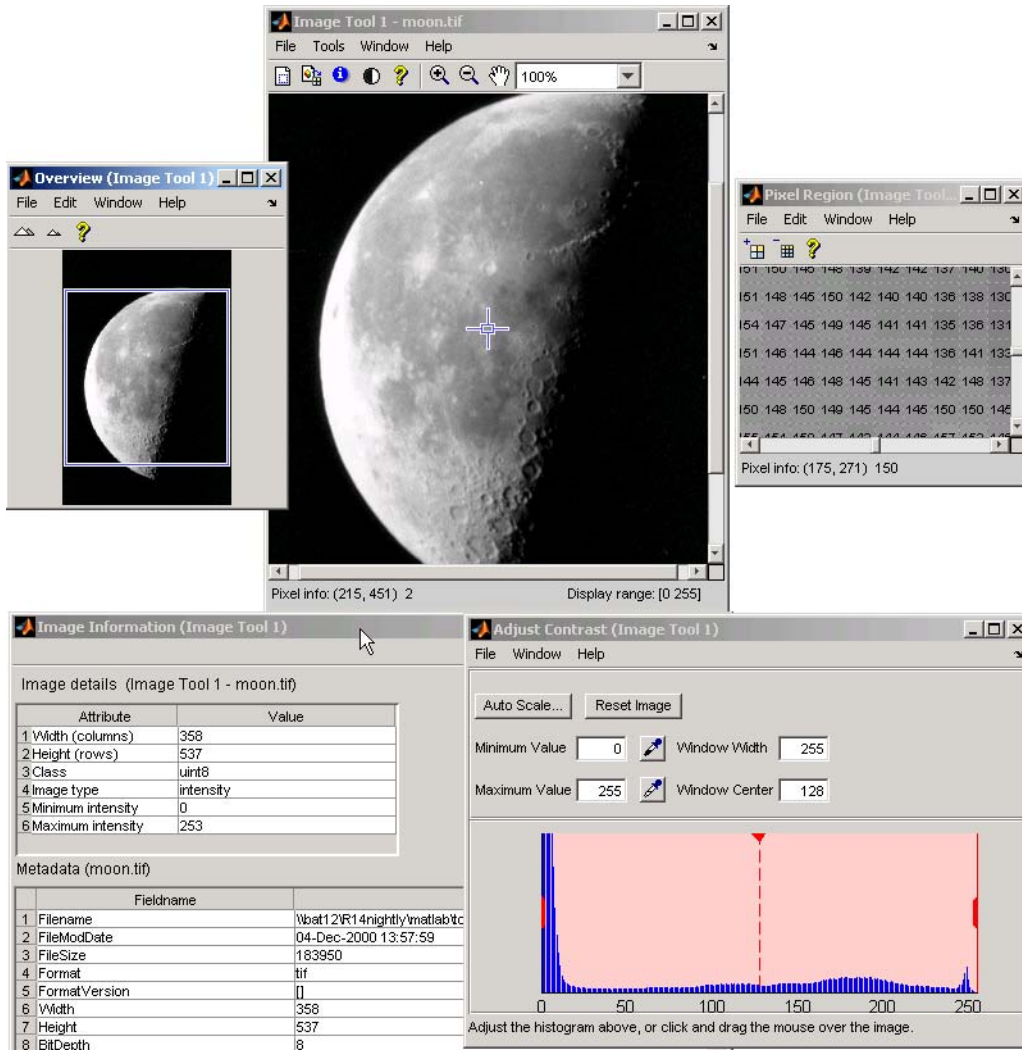 Image Tool 1 - moon.tif
File Tools Window Help
100%
Pixel info: (215, 451) 2
Display range: [0 255]
Overview (Image Tool 1)
File Edit Window Help
Pixel Region (Image Tool...
File Edit Window Help
151 148 145 150 142 140 140 136 138 130
154 147 145 149 145 141 141 135 136 131
151 146 144 146 144 144 144 136 141 133
144 145 146 148 145 141 143 142 148 137
150 148 150 149 145 144 145 150 150 145
Pixel info: (175, 271) 150
Image Information (Image Tool 1)
Image details (Image Tool 1 - moon.tif)
Attribute Value
1 Width (columns) 358
2 Height (rows) 537
3 Class uint8
4 Image type intensity
5 Minimum intensity 0
6 Maximum intensity 253
Metadata (moon.tif)
Fieldname
1 Filename \\bat12\R14nightly\matlab\to
2 FileModDate 04-Dec-2000 13:57:59
3 FileSize 183950
4 Format tif
5 FormatVersion []
6 Width 358
7 Height 537
8 BitDepth 8
Adjust Contrast (Image Tool 1)
File Window Help
Auto Scale... Reset Image
Minimum Value 0 Window Width 255
Maximum Value 255 Window Center 128
0 50 100 150 200 250
Adjust the histogram above, or click and drag the mouse over the image.